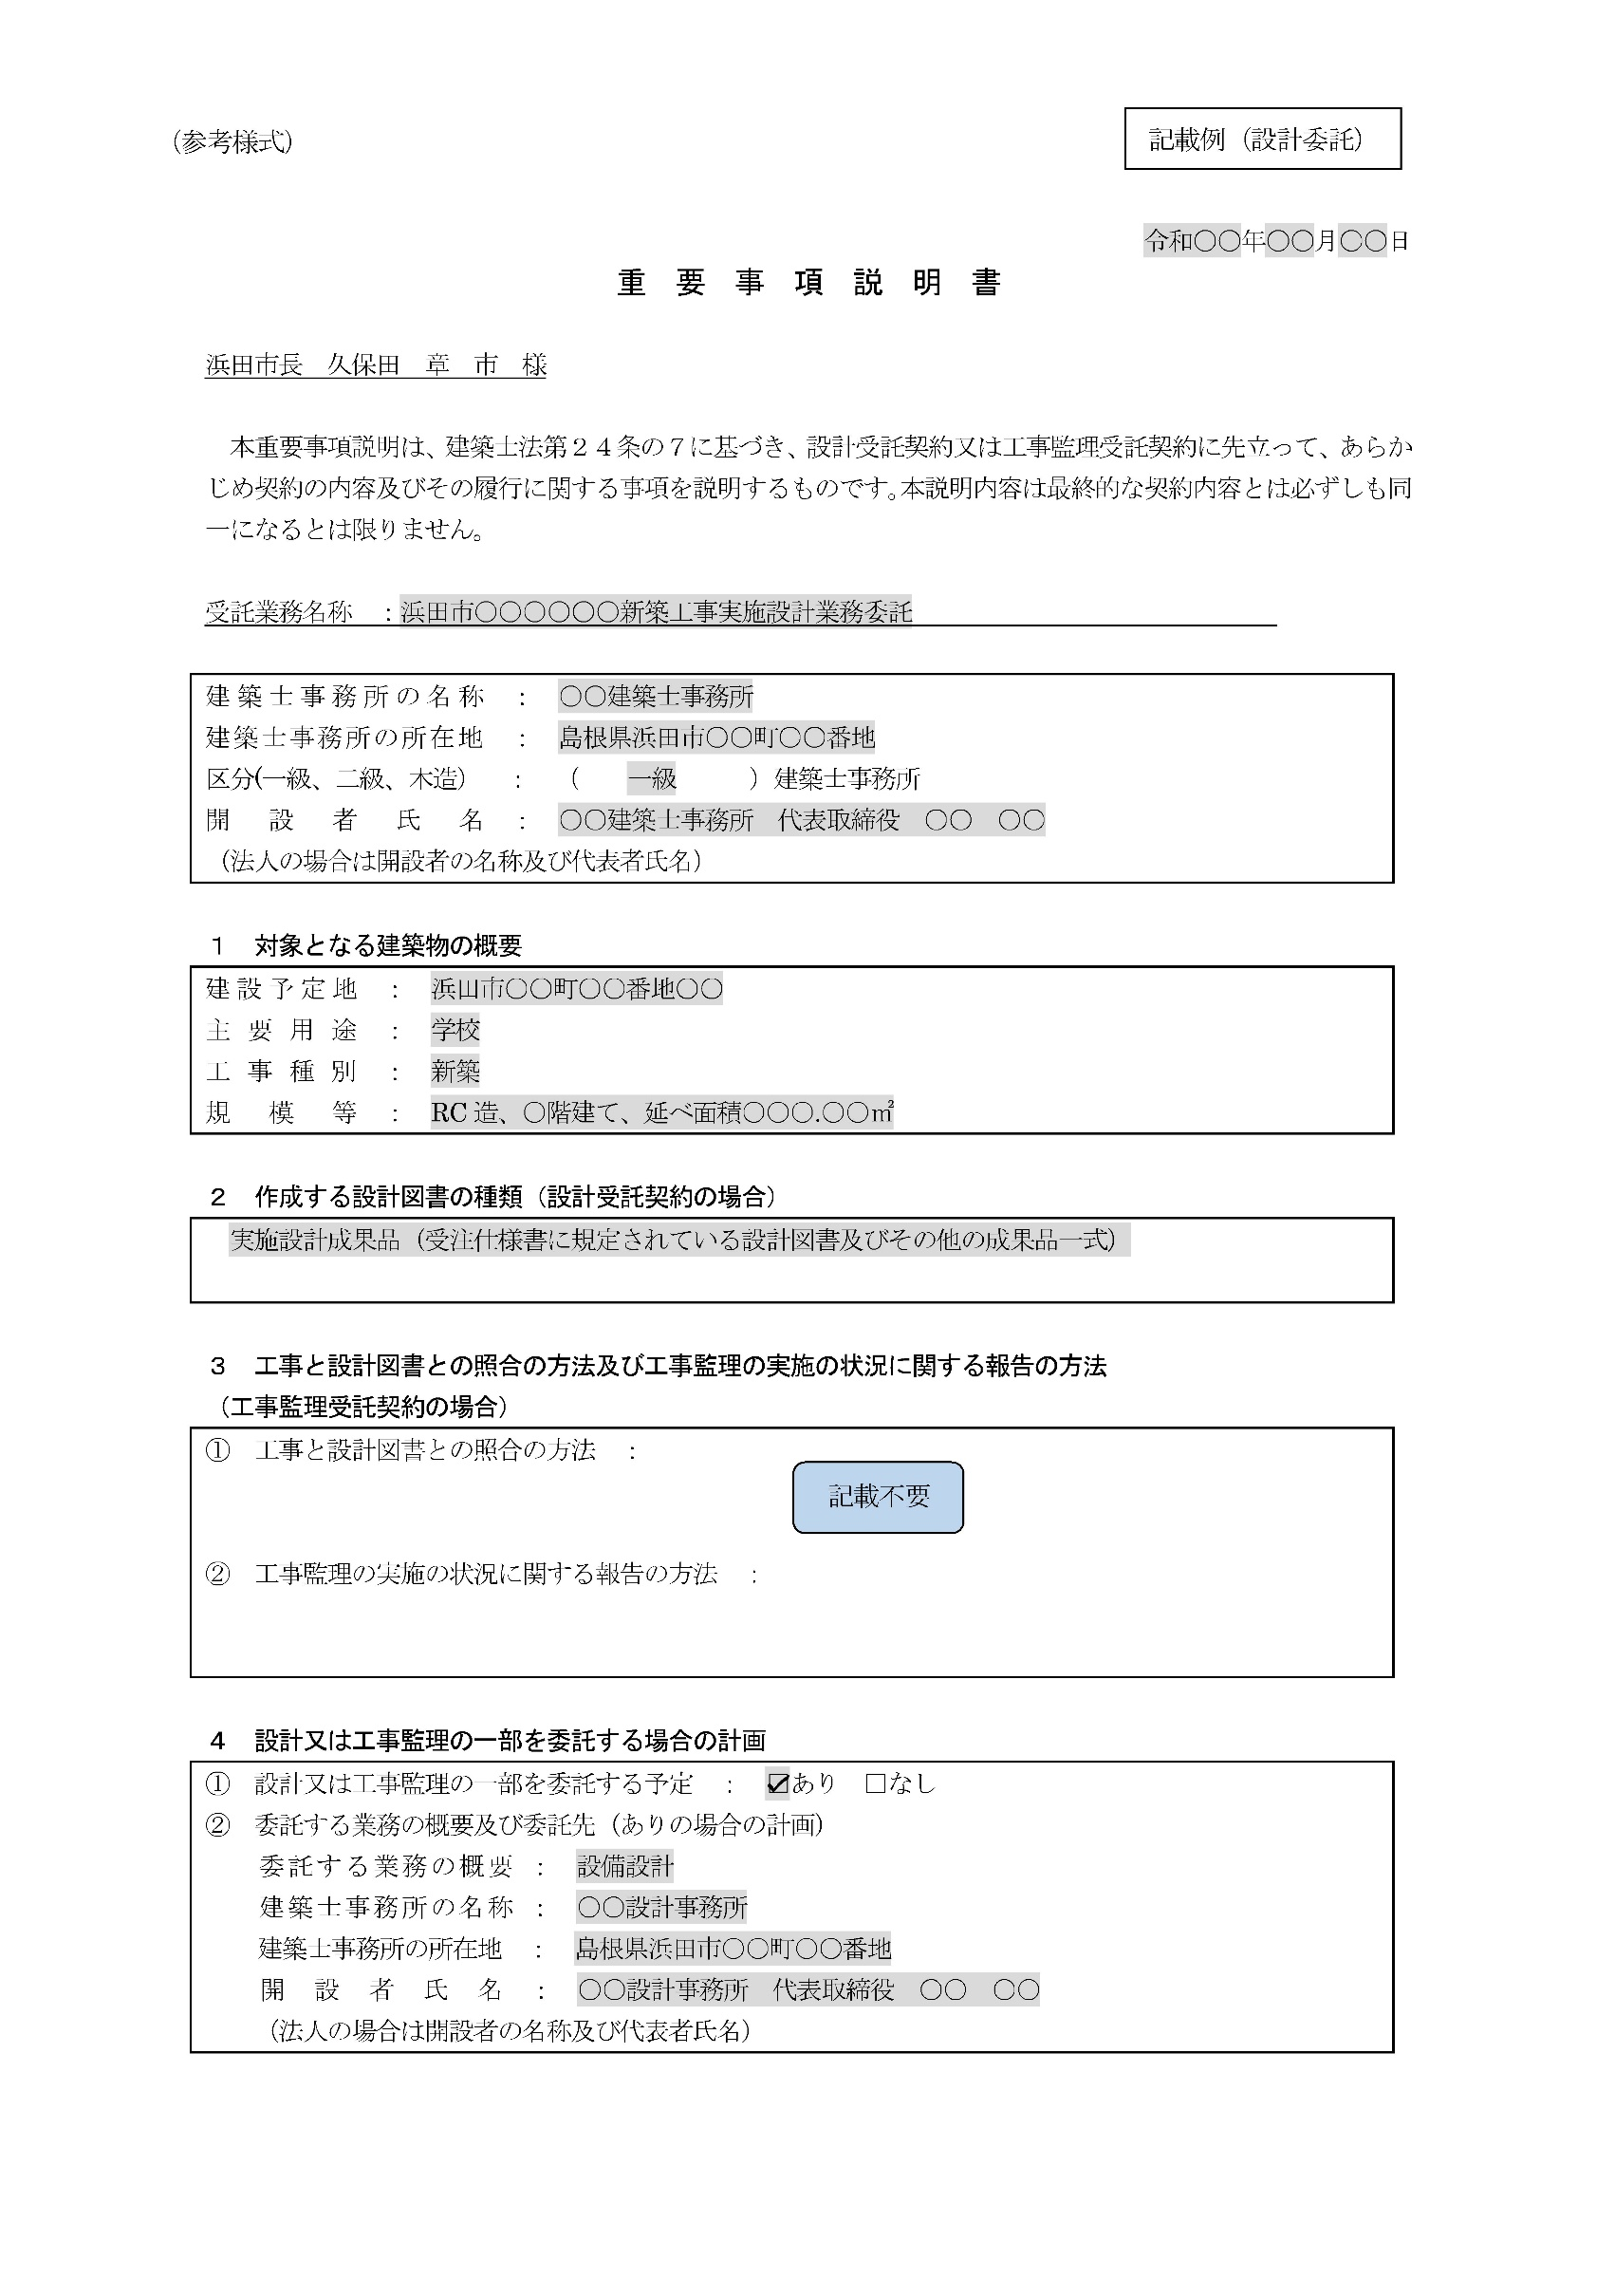 （参考様式）
記載例（設計委託）
令和〇〇年〇〇月〇〇日
重　要　事　項　説　明　書
浜田市長　久保田　章　市　様
本重要事項説明は、建築士法第２４条の７に基づき、設計受託契約又は工事監理受託契約に先立って、あらか
じめ契約の内容及びその履行に関する事項を説明するものです。本説明内容は最終的な契約内容とは必ずしも同
一になるとは限りません。
受託業務名称　：浜田市〇〇〇〇〇〇新築工事実施設計業務委託
建築士事務所の名称　：　〇〇建築士事務所
建築士事務所の所在地　：　島根県浜田市〇〇町〇〇番地
区分(一級、二級、木造)　：　（　　一級　　　）建築士事務所
開　設　者　氏　名　：　〇〇建築士事務所　代表取締役　〇〇　〇〇
（法人の場合は開設者の名称及び代表者氏名）
１　対象となる建築物の概要
建設予定地　：　浜田市〇〇町〇〇番地〇〇
主要用途　：　学校
工事種別　：　新築
規　模　等　：　RC 造、〇階建て、延べ面積〇〇〇.〇〇㎡
２　作成する設計図書の種類（設計受託契約の場合）
実施設計成果品（受注仕様書に規定されている設計図書及びその他の成果品一式）
３　工事と設計図書との照合の方法及び工事監理の実施の状況に関する報告の方法
（工事監理受託契約の場合）
①　工事と設計図書との照合の方法　：
記載不要
②　工事監理の実施の状況に関する報告の方法　：
４　設計又は工事監理の一部を委託する場合の計画
①　設計又は工事監理の一部を委託する予定　：　☑あり　□なし
②　委託する業務の概要及び委託先（ありの場合の計画）
委託する業務の概要　：　設備設計
建築士事務所の名称　：　〇〇設計事務所
建築士事務所の所在地　：　島根県浜田市〇〇町〇〇番地
開　設　者　氏　名　：　〇〇設計事務所　代表取締役　〇〇　〇〇
（法人の場合は開設者の名称及び代表者氏名）